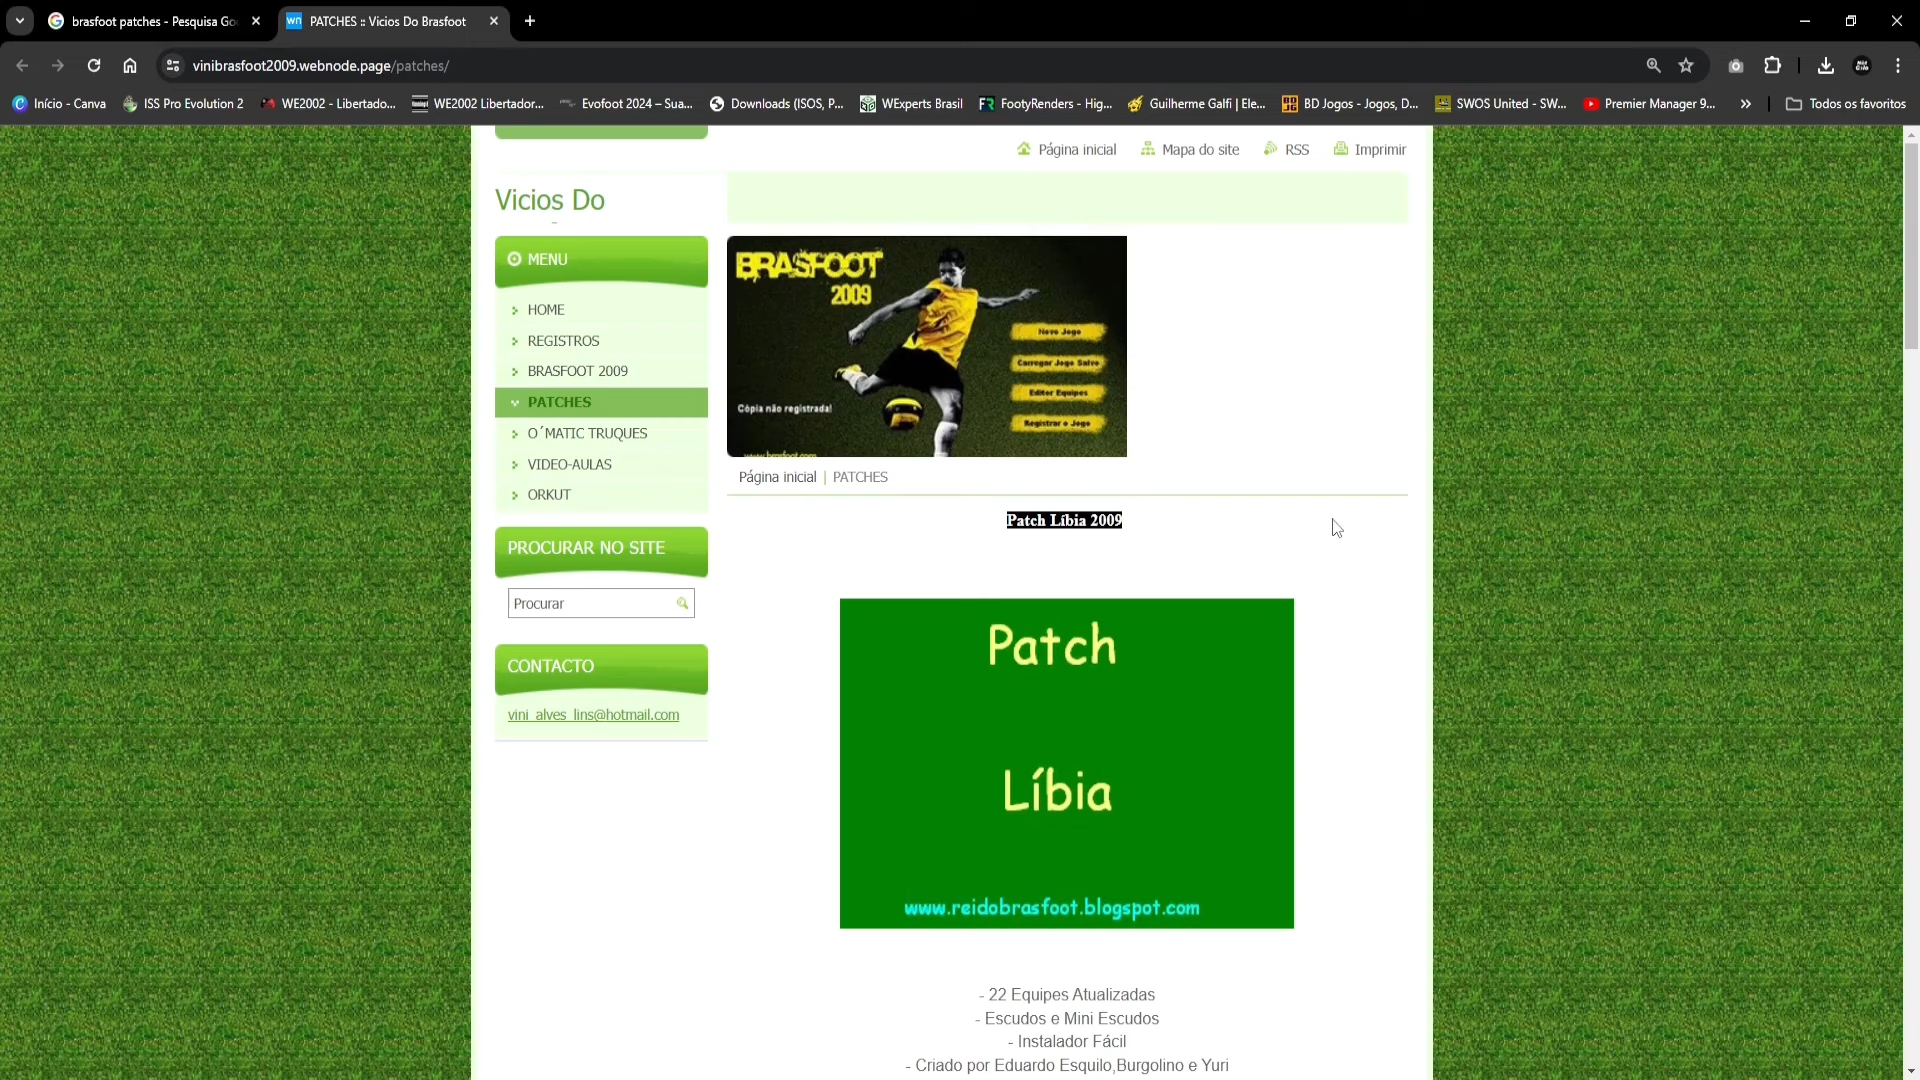 brasfoot patches - Pesquisa Goo
PATCHES :: Vicios Do Brasfoot
vinibrasfoot2009.webnode.page/patches/
Início - Canva
ISS Pro Evolution 2
WE2002 - Libertado...
WE2002 Libertador...
Evofoot 2024 – Sua...
Downloads (ISOS, P...
WExperts Brasil
FootyRenders - Hig...
Guilherme Galfi | Ele...
BD Jogos - Jogos, D...
SWOS United - SW...
Premier Manager 9...
»
Todos os favoritos
Página inicial
Mapa do site
RSS
Imprimir
Vicios Do
MENU
HOME
REGISTROS
BRASFOOT 2009
PATCHES
O´MATIC TRUQUES
VIDEO-AULAS
ORKUT
PROCURAR NO SITE
Procurar
CONTACTO
vini_alves_lins@hotmail.com
BRASFOOT
2009
Novo Jogo
Carregar Jogo Salvo
Editar Equipes
Registrar o Jogo
Cópia não registrada!
www.brasfoot.com
Página inicial | PATCHES
Patch Líbia 2009
Patch
Líbia
www.reidobrasfoot.blogspot.com
- 22 Equipes Atualizadas
- Escudos e Mini Escudos
- Instalador Fácil
- Criado por Eduardo Esquilo,Burgolino e Yuri